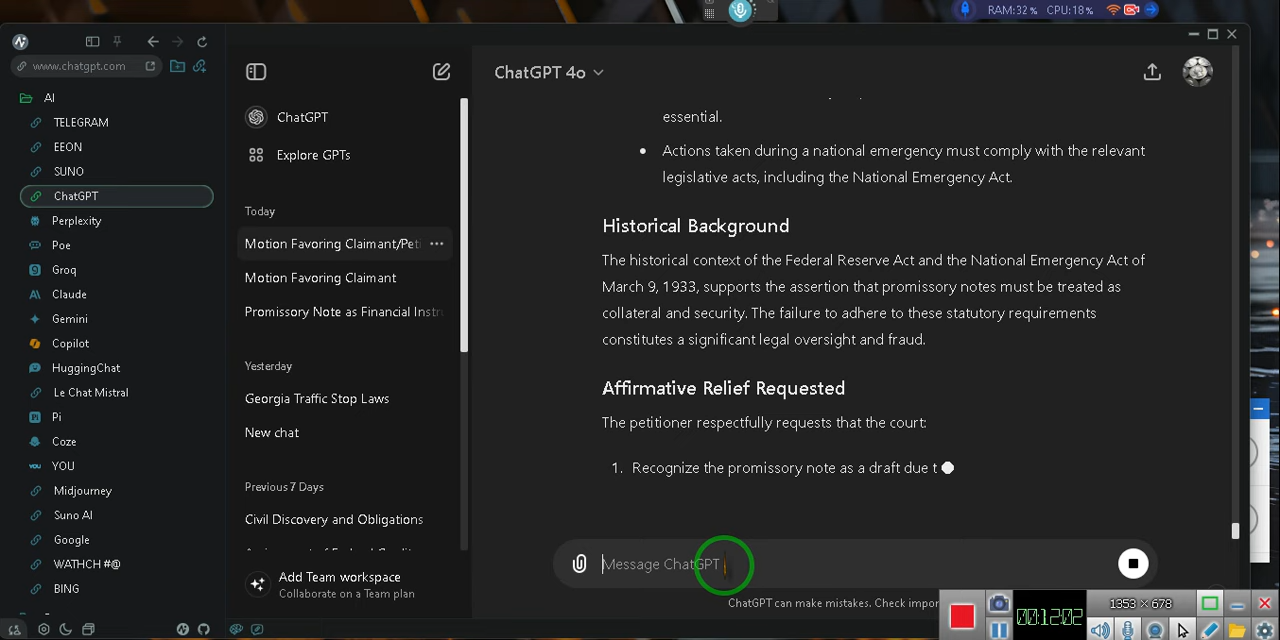 RAM:32% CPU:18%
www.chatgpt.com
AI
TELEGRAM
EEON
SUNO
ChatGPT
Perplexity
Poe
Groq
Claude
Gemini
Copilot
HuggingChat
Le Chat Mistral
Pi
Coze
YOU
Midjourney
Suno AI
Google
WATHCH #@
BING
ChatGPT
Explore GPTs
Today
Motion Favoring Claimant/Peti
Motion Favoring Claimant
Promissory Note as Financial Instru
Yesterday
Georgia Traffic Stop Laws
New chat
Previous 7 Days
Civil Discovery and Obligations
Add Team workspace
Collaborate on a Team plan
ChatGPT 4o
essential.
• Actions taken during a national emergency must comply with the relevant
legislative acts, including the National Emergency Act.
Historical Background
The historical context of the Federal Reserve Act and the National Emergency Act of
March 9, 1933, supports the assertion that promissory notes must be treated as
collateral and security. The failure to adhere to these statutory requirements
constitutes a significant legal oversight and fraud.
Affirmative Relief Requested
The petitioner respectfully requests that the court:
1. Recognize the promissory note as a draft due t
Message ChatGPT
ChatGPT can make mistakes. Check impor
00:12:02
1353 × 678